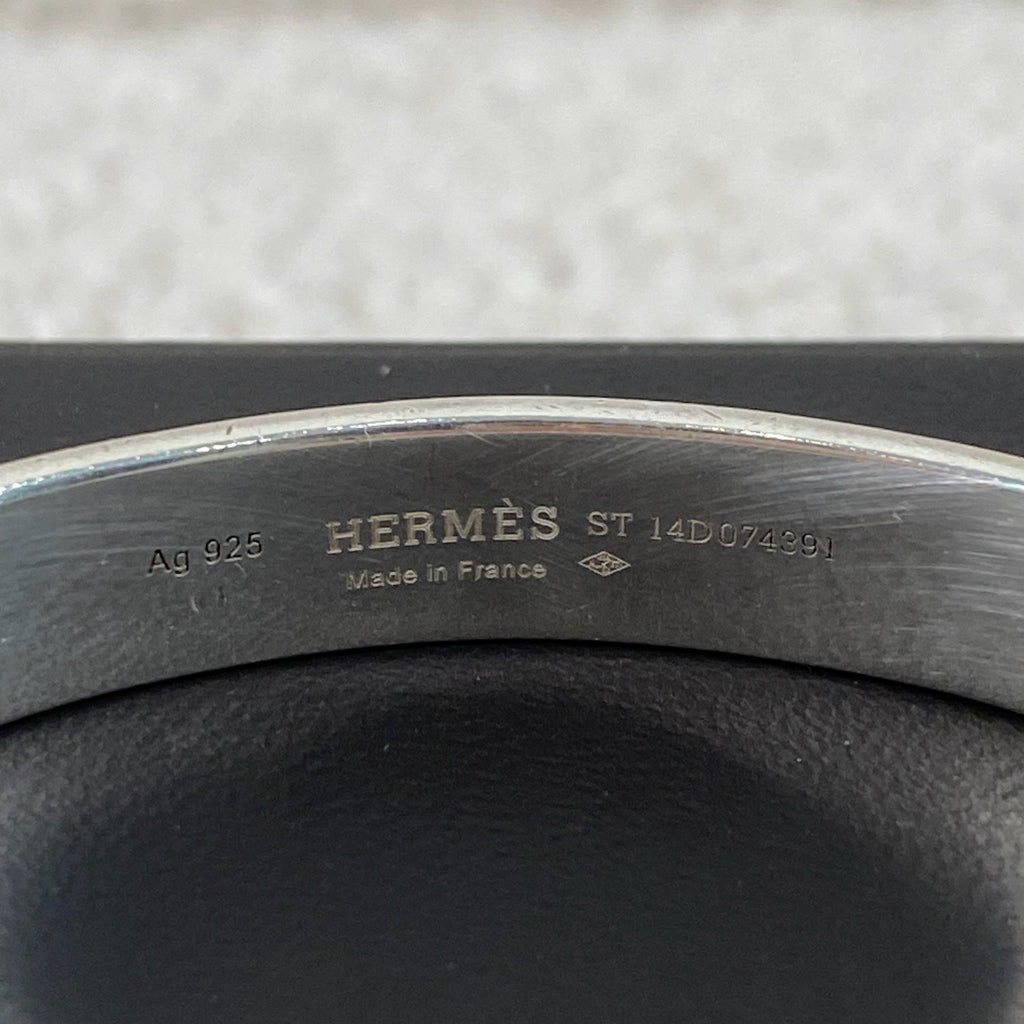 Ag 925
HERMÈS ST 14D074391
Made in France